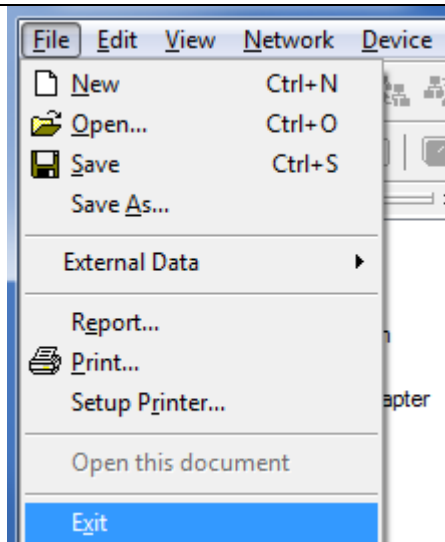 File Edit View Network Device
New Ctrl+N
Open... Ctrl+O
Save Ctrl+S
Save As...
External Data
Report...
Print...
Setup Printer...
apter
Open this document
Exit